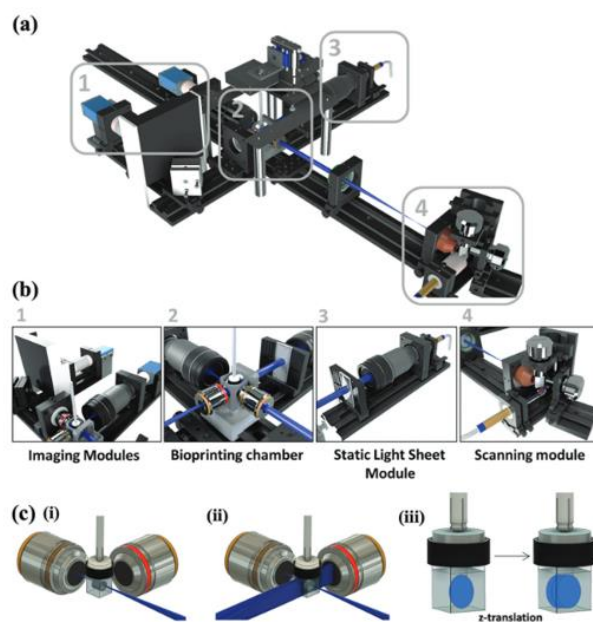 (a)
1
2
3
4
(b)
1
2
3
4
Imaging Modules
Bioprinting chamber
Static Light Sheet
Module
Scanning module
(c) (i)
(ii)
(iii)
z-translation